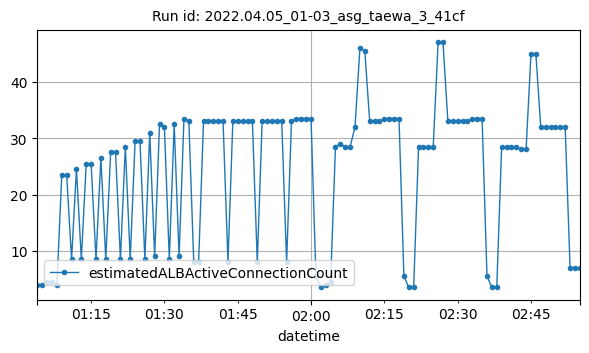 Run id: 2022.04.05_01-03_asg_taewa_3_41cf
40
30
20
10
estimatedALBActiveConnectionCount
01:15 01:30 01:45 02:00 02:15 02:30 02:45
datetime